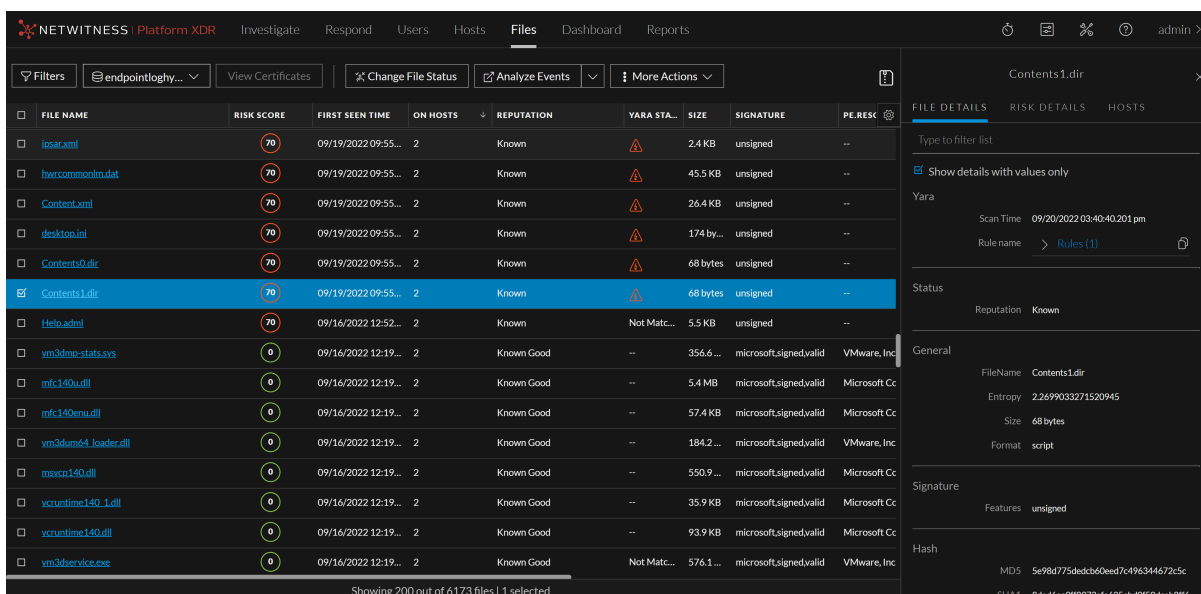 NETWITNESS Platform XDR Investigate Respond Users Hosts Files Dashboard Reports admin
Filters endpointloghy... View Certificates Change File Status Analyze Events More Actions
FILE NAME RISK SCORE FIRST SEEN TIME ON HOSTS REPUTATION YARA STA... SIZE SIGNATURE PE.RESC
ipsar.xml 70 09/19/2022 09:55... 2 Known 2.4 KB unsigned --
hwrcommonlm.dat 70 09/19/2022 09:55... 2 Known 45.5 KB unsigned --
Content.xml 70 09/19/2022 09:55... 2 Known 26.4 KB unsigned --
desktop.ini 70 09/19/2022 09:55... 2 Known 174 by... unsigned --
Contents0.dir 70 09/19/2022 09:55... 2 Known 68 bytes unsigned --
Contents1.dir 70 09/19/2022 09:55... 2 Known 68 bytes unsigned --
Help.adml 70 09/16/2022 12:52... 2 Known Not Matc... 5.5 KB unsigned --
vm3dmp-stats.sys 0 09/16/2022 12:19... 2 Known Good -- 356.6 ... microsoft,signed,valid VMware, Inc
mfc140u.dll 0 09/16/2022 12:19... 2 Known Good -- 5.4 MB microsoft,signed,valid Microsoft Cc
mfc140enu.dll 0 09/16/2022 12:19... 2 Known Good -- 57.4 KB microsoft,signed,valid Microsoft Cc
vm3dum64_loader.dll 0 09/16/2022 12:19... 2 Known Good -- 184.2 ... microsoft,signed,valid VMware, Inc
msvcp140.dll 0 09/16/2022 12:19... 2 Known Good -- 550.9 ... microsoft,signed,valid Microsoft Cc
vcruntime140_1.dll 0 09/16/2022 12:19... 2 Known Good -- 35.9 KB microsoft,signed,valid Microsoft Cc
vcruntime140.dll 0 09/16/2022 12:19... 2 Known Good -- 93.9 KB microsoft,signed,valid Microsoft Cc
vm3dservice.exe 0 09/16/2022 12:19... 2 Known Good Not Matc... 576.1 ... microsoft,signed,valid VMware, Inc
Showing 200 out of 6173 files | 1 selected
Contents1.dir
FILE DETAILS RISK DETAILS HOSTS
Type to filter list
Show details with values only
Yara
Scan Time 09/20/2022 03:40:40.201 pm
Rule name Rules (1)
Status
Reputation Known
General
FileName Contents1.dir
Entropy 2.2699033271520945
Size 68 bytes
Format script
Signature
Features unsigned
Hash
MD5 5e98d775dedcb60eed7c496344672c5c